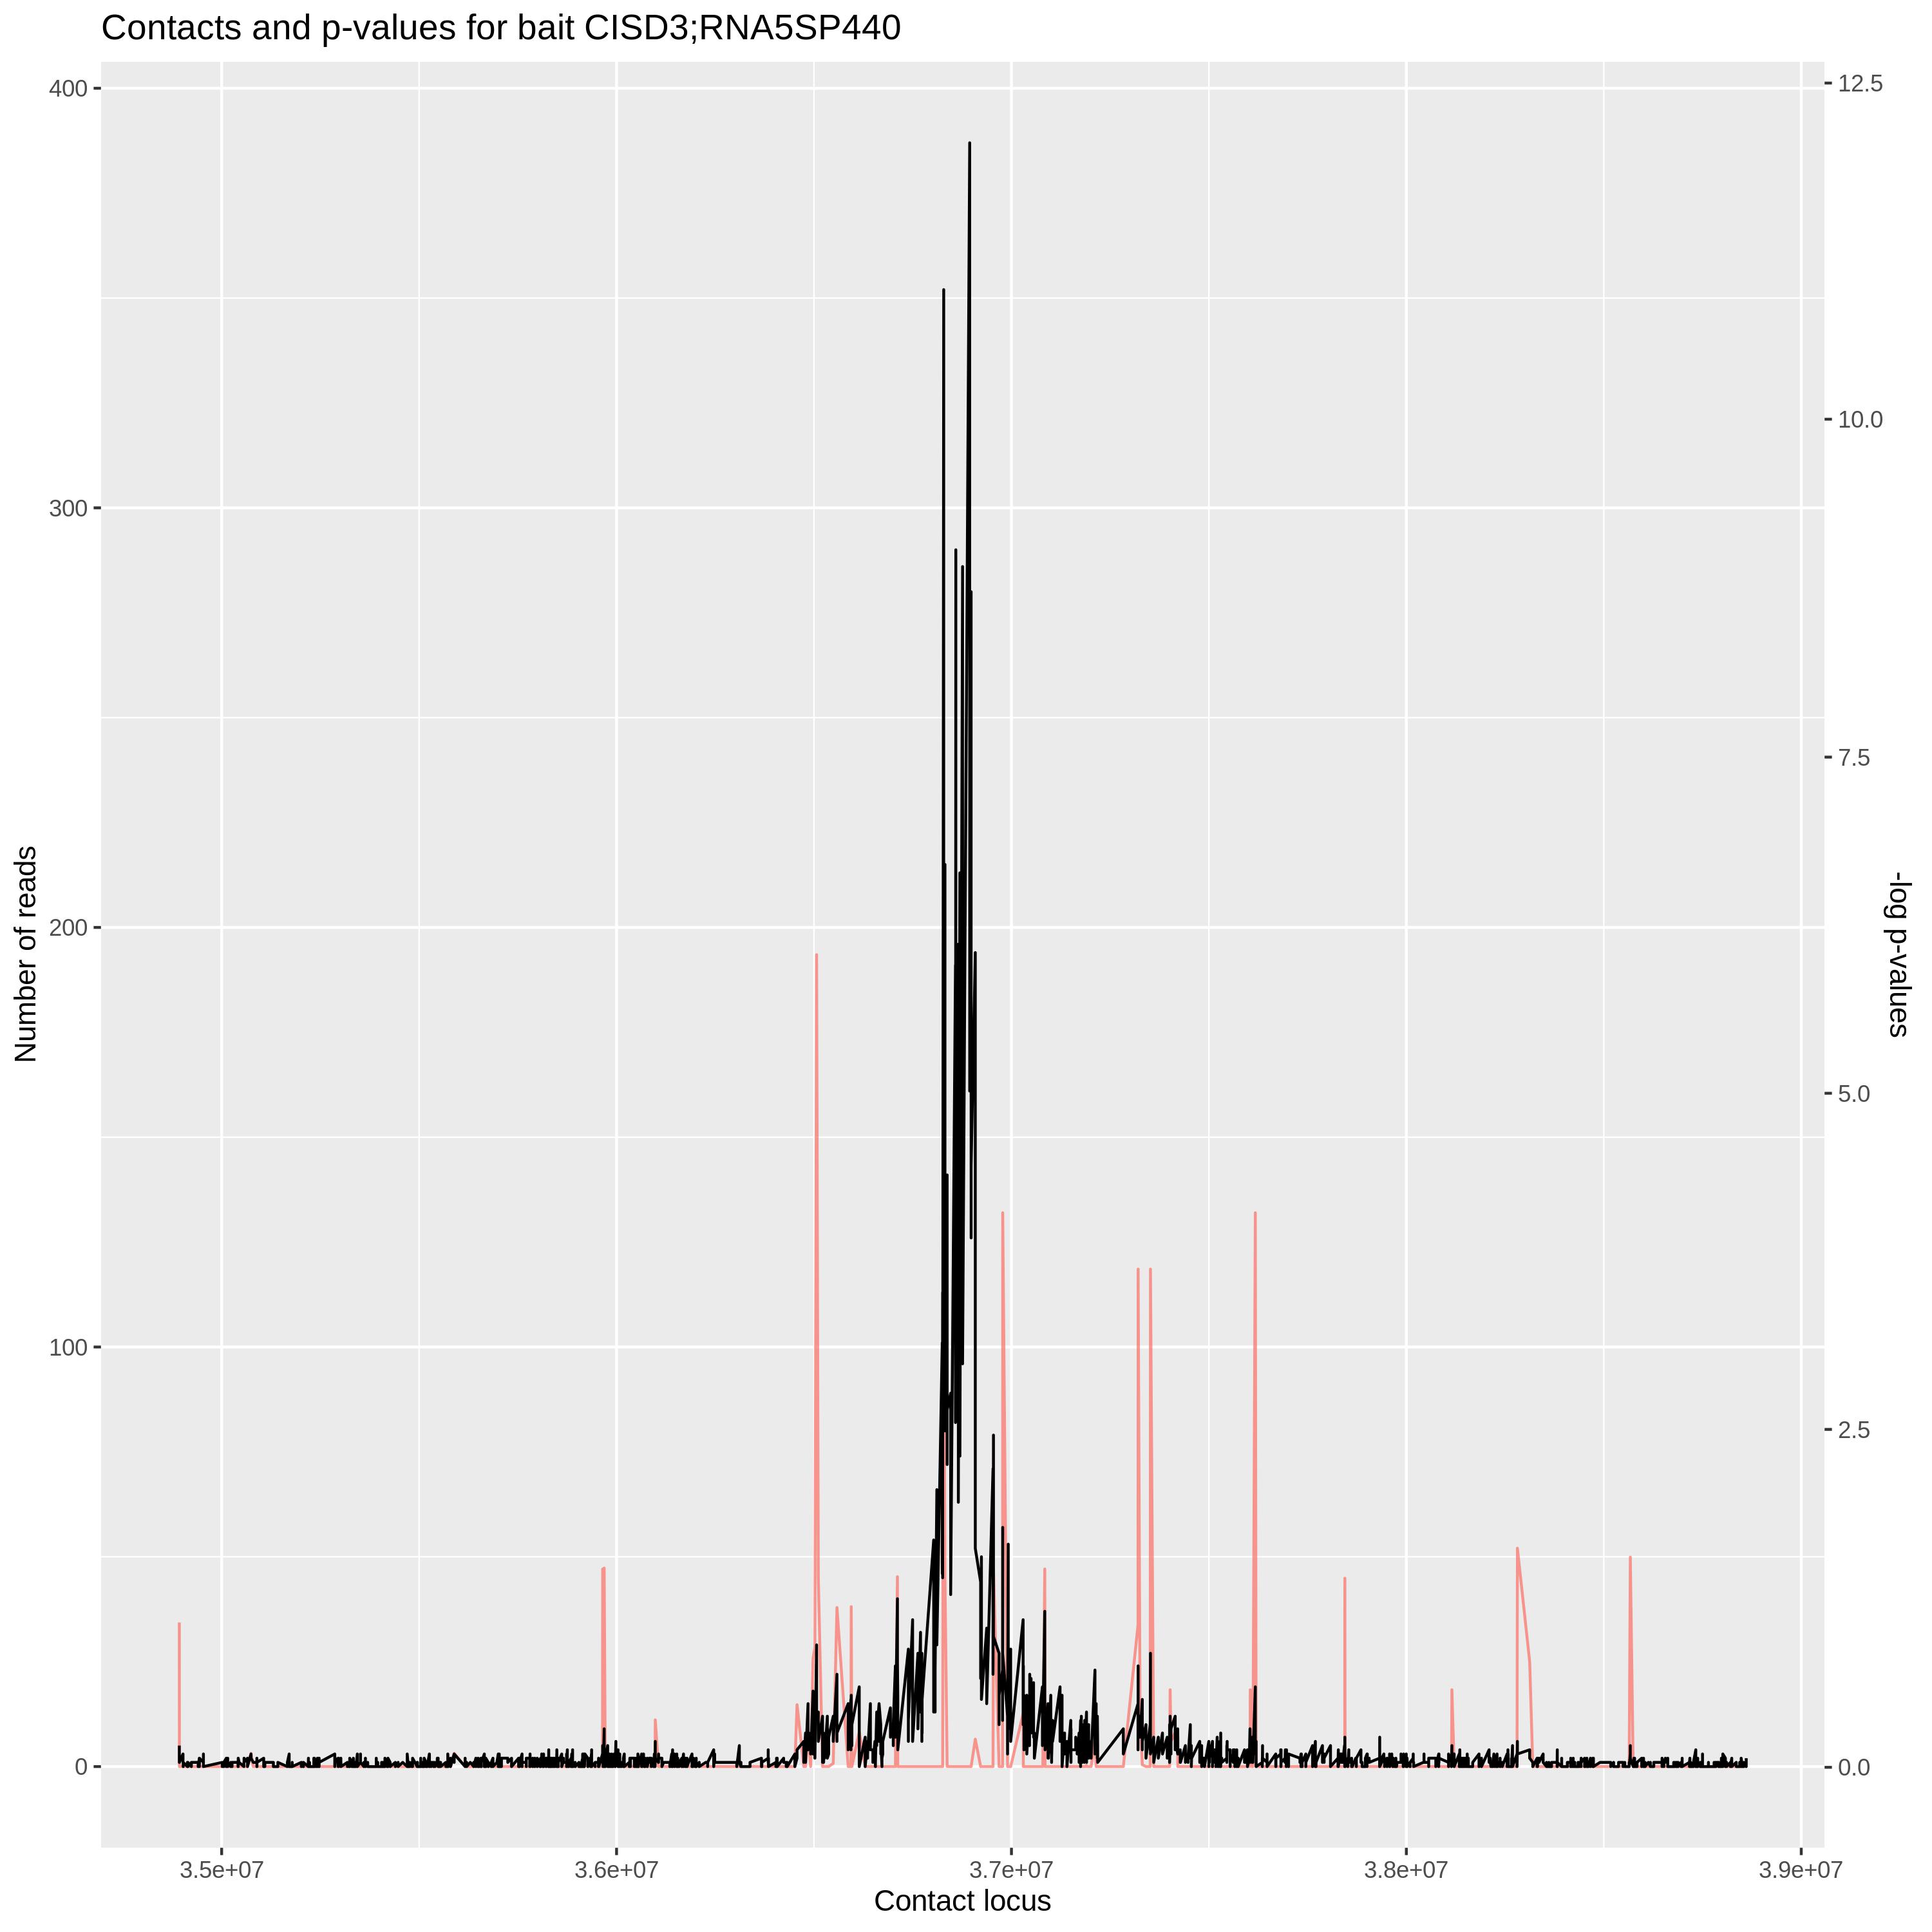 Contacts and p-values for bait CISD3;RNA5SP440
400
300
200
100
0
12.5
10.0
7.5
5.0
2.5
0.0
Number of reads
-log p-values
3.5e+07
3.6e+07
3.7e+07
3.8e+07
3.9e+07
Contact locus